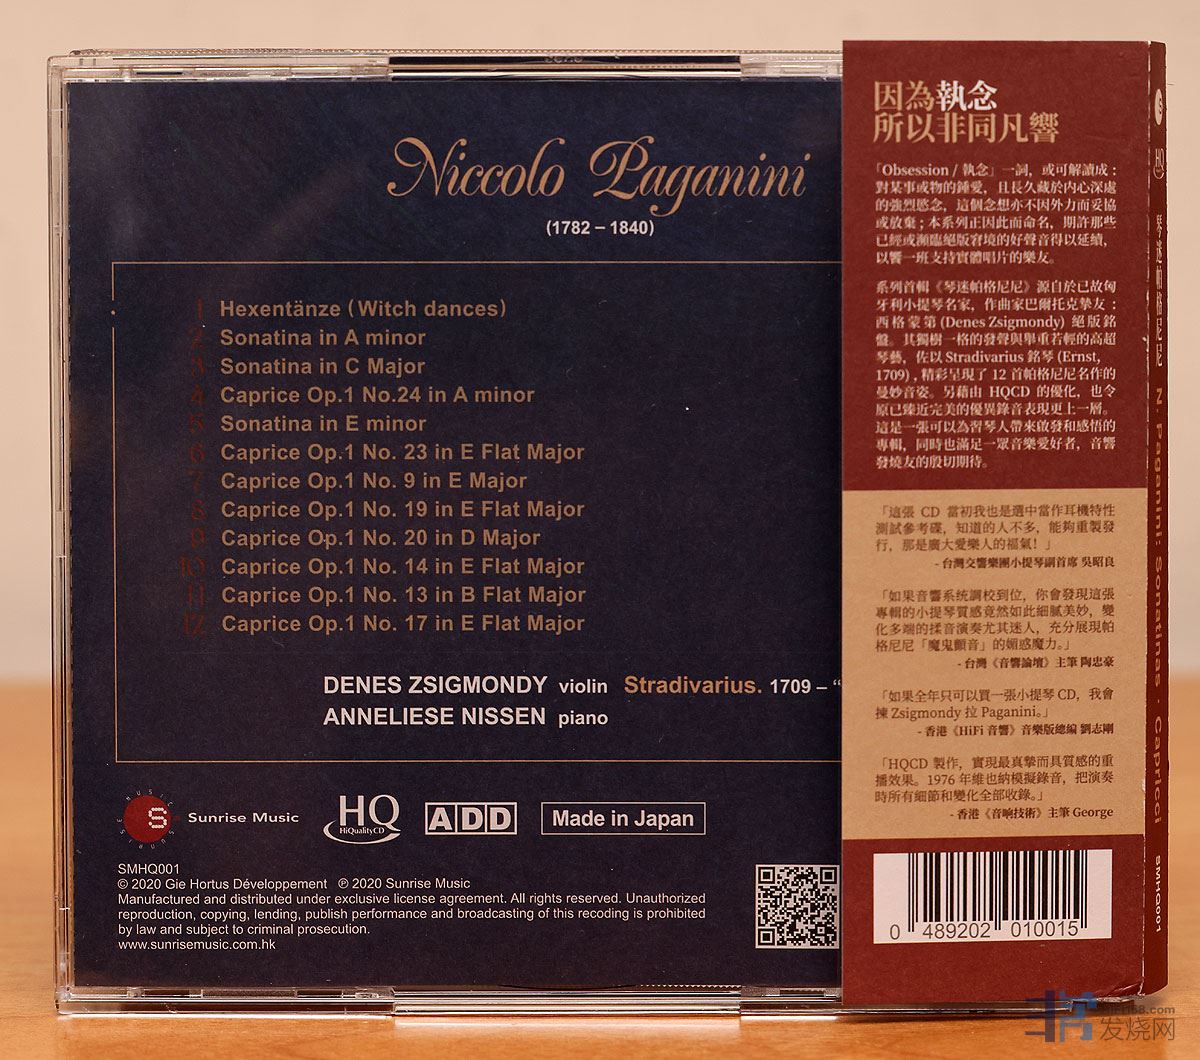 Niccolo Paganini
(1782 – 1840)
1 Hexentänze (Witch dances)
2 Sonatina in A minor
3 Sonatina in C Major
4 Caprice Op.1 No.24 in A minor
5 Sonatina in E minor
6 Caprice Op.1 No. 23 in E Flat Major
7 Caprice Op.1 No. 9 in E Major
8 Caprice Op.1 No. 19 in E Flat Major
9 Caprice Op.1 No. 20 in D Major
10 Caprice Op.1 No. 14 in E Flat Major
11 Caprice Op.1 No. 13 in B Flat Major
12 Caprice Op.1 No. 17 in E Flat Major
DENES ZSIGMONDY violin Stradivarius. 1709 – “
ANNELIESE NISSEN piano
SUNRISE MUSIC
S
Sunrise Music
HQ
HiQualityCD
ADD
Made in Japan
SMHQ001
© 2020 Gie Hortus Développement ℗ 2020 Sunrise Music
Manufactured and distributed under exclusive license agreement. All rights reserved. Unauthorized
reproduction, copying, lending, publish performance and broadcasting of this recoding is prohibited
by law and subject to criminal prosecution.
www.sunrisemusic.com.hk
因為執念
所以非同凡響
「Obsession / 執念」一詞，或可解讀成：
對某事或物的鍾愛，且長久藏於內心深處
的強烈慾念，這個念想亦不因外力而妥協
或放棄；本系列正因此而命名，期許那些
已經或瀕臨絕版窘境的好聲音得以延續，
以饗一班支持實體唱片的樂友。
系列首輯《琴迷帕格尼尼》源自於已故匈
牙利小提琴名家，作曲家巴爾托克摯友：
西格蒙第 (Denes Zsigmondy) 絕版銘
盤。其獨樹一格的發聲與舉重若輕的高超
琴藝，佐以 Stradivarius 銘琴 (Ernst,
1709) , 精彩呈現了 12 首帕格尼尼名作的
曼妙音姿。另藉由 HQCD 的優化，也令
原已臻近完美的優異錄音表現更上一層。
這是一張可以為習琴人帶來啟發和感悟的
專輯，同時也滿足一眾音樂愛好者，音響
發燒友的殷切期待。
「這張 CD 當初我也是選中當作耳機特性
測試參考碟，知道的人不多，能夠重製發
行，那是廣大愛樂人的福氣！」
- 台灣交響樂團小提琴副首席 吳昭良
「如果音響系統調校到位，你會發現這張
專輯的小提琴質感竟然如此細膩美妙，變
化多端的揉音演奏尤其迷人，充分展現帕
格尼尼「魔鬼顫音」的媚惑魔力。」
- 台灣《音響論壇》主筆 陶忠豪
「如果全年只可以買一張小提琴 CD，我會
揀 Zsigmondy 拉 Paganini。」
- 香港《HiFi 音響》音樂版總編 劉志剛
「HQCD 製作，實現最真摯而具質感的重
播效果。1976 年維也納模擬錄音，把演奏
時所有細節和變化全部收錄。」
- 香港《音响技術》主筆 George
0 489202 010015
HQ
N. Paganini: Sonatinas · Capricci
SMHQ001
发烧网